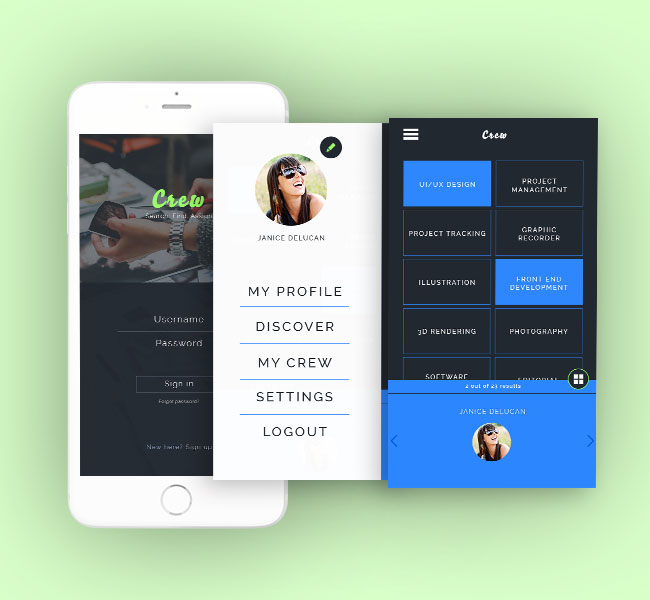 Crew
Search. Find. Assign
Username
Password
Sign in
Forgot password?
New here? Sign up
JANICE DELUCAN
MY PROFILE
DISCOVER
MY CREW
SETTINGS
LOGOUT
Crew
UI/UX DESIGN
PROJECT
MANAGEMENT
PROJECT TRACKING
GRAPHIC
RECORDER
ILLUSTRATION
FRONT END
DEVELOPMENT
3D RENDERING
PHOTOGRAPHY
SOFTWARE
EDITORIAL
2 out of 23 results
JANICE DELUCAN